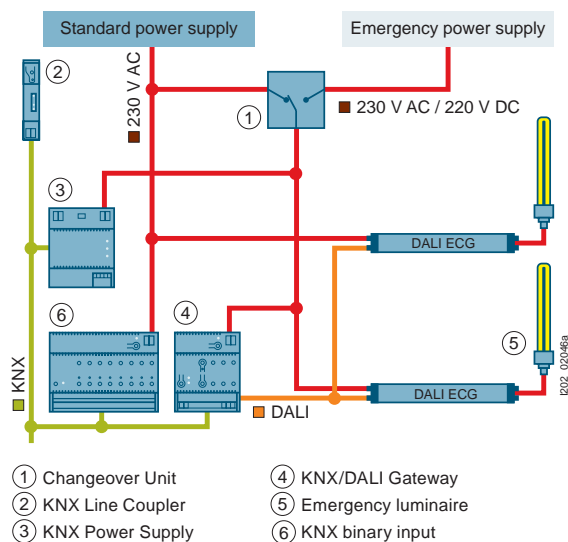 Standard power supply
Emergency power supply
2
230 V AC
1
230 V AC / 220 V DC
3
DALI ECG
6
4
5
KNX
DALI
DALI ECG
I202_02046a
1 Changeover Unit
2 KNX Line Coupler
3 KNX Power Supply
4 KNX/DALI Gateway
5 Emergency luminaire
6 KNX binary input